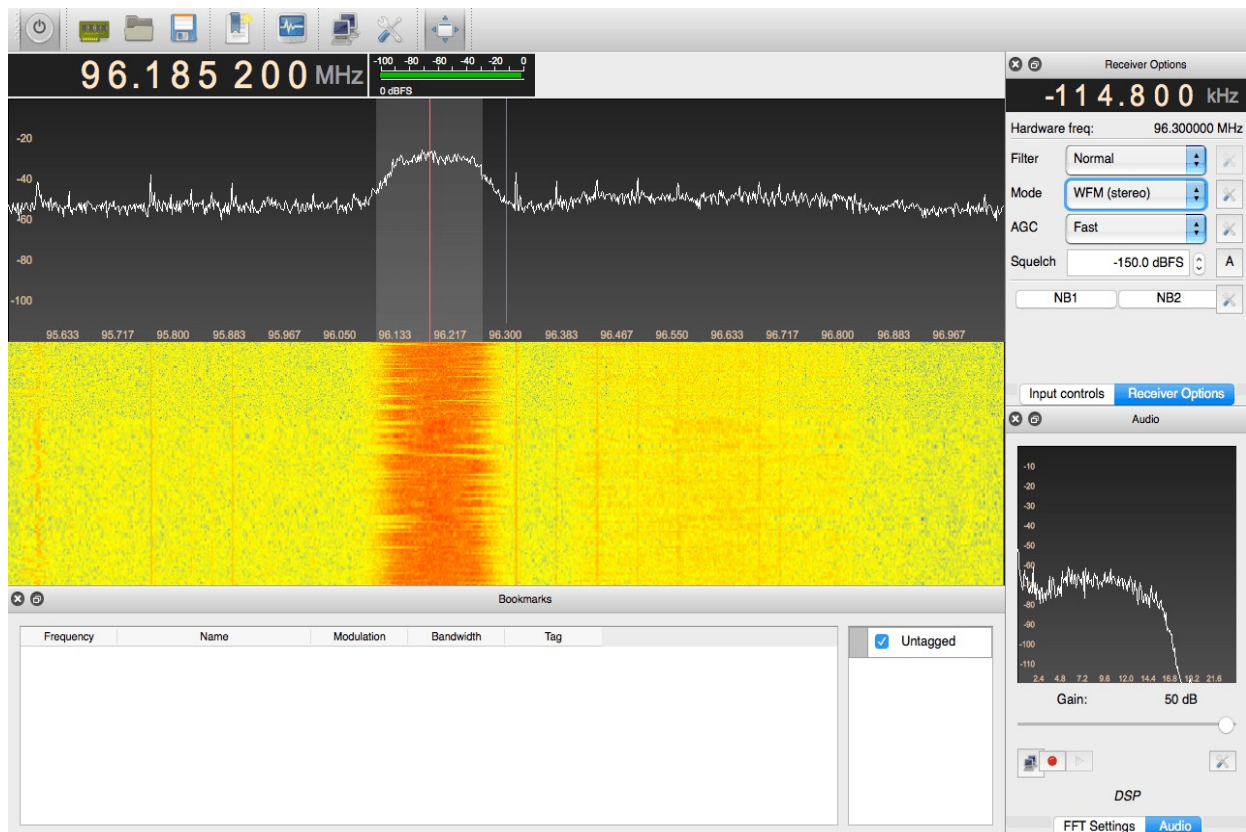 96.185 200 MHz
-100 -80 -60 -40 -20 0
0 dBFS
-20
-40
-60
-80
-100
95.633 95.717 95.800 95.883 95.967 96.050 96.133 96.217 96.300 96.383 96.467 96.550 96.633 96.717 96.800 96.883 96.967
Bookmarks
Frequency Name Modulation Bandwidth Tag
Untagged
Receiver Options
-114.800 kHz
Hardware freq: 96.300000 MHz
Filter Normal
Mode WFM (stereo)
AGC Fast
Squelch -150.0 dBFS A
NB1 NB2
Input controls Receiver Options
Audio
-10
-20
-30
-40
-50
-60
-70
-80
-90
-100
-110
2.4 4.8 7.2 9.6 12.0 14.4 16.8 19.2 21.6
Gain: 50 dB
DSP
FFT Settings Audio